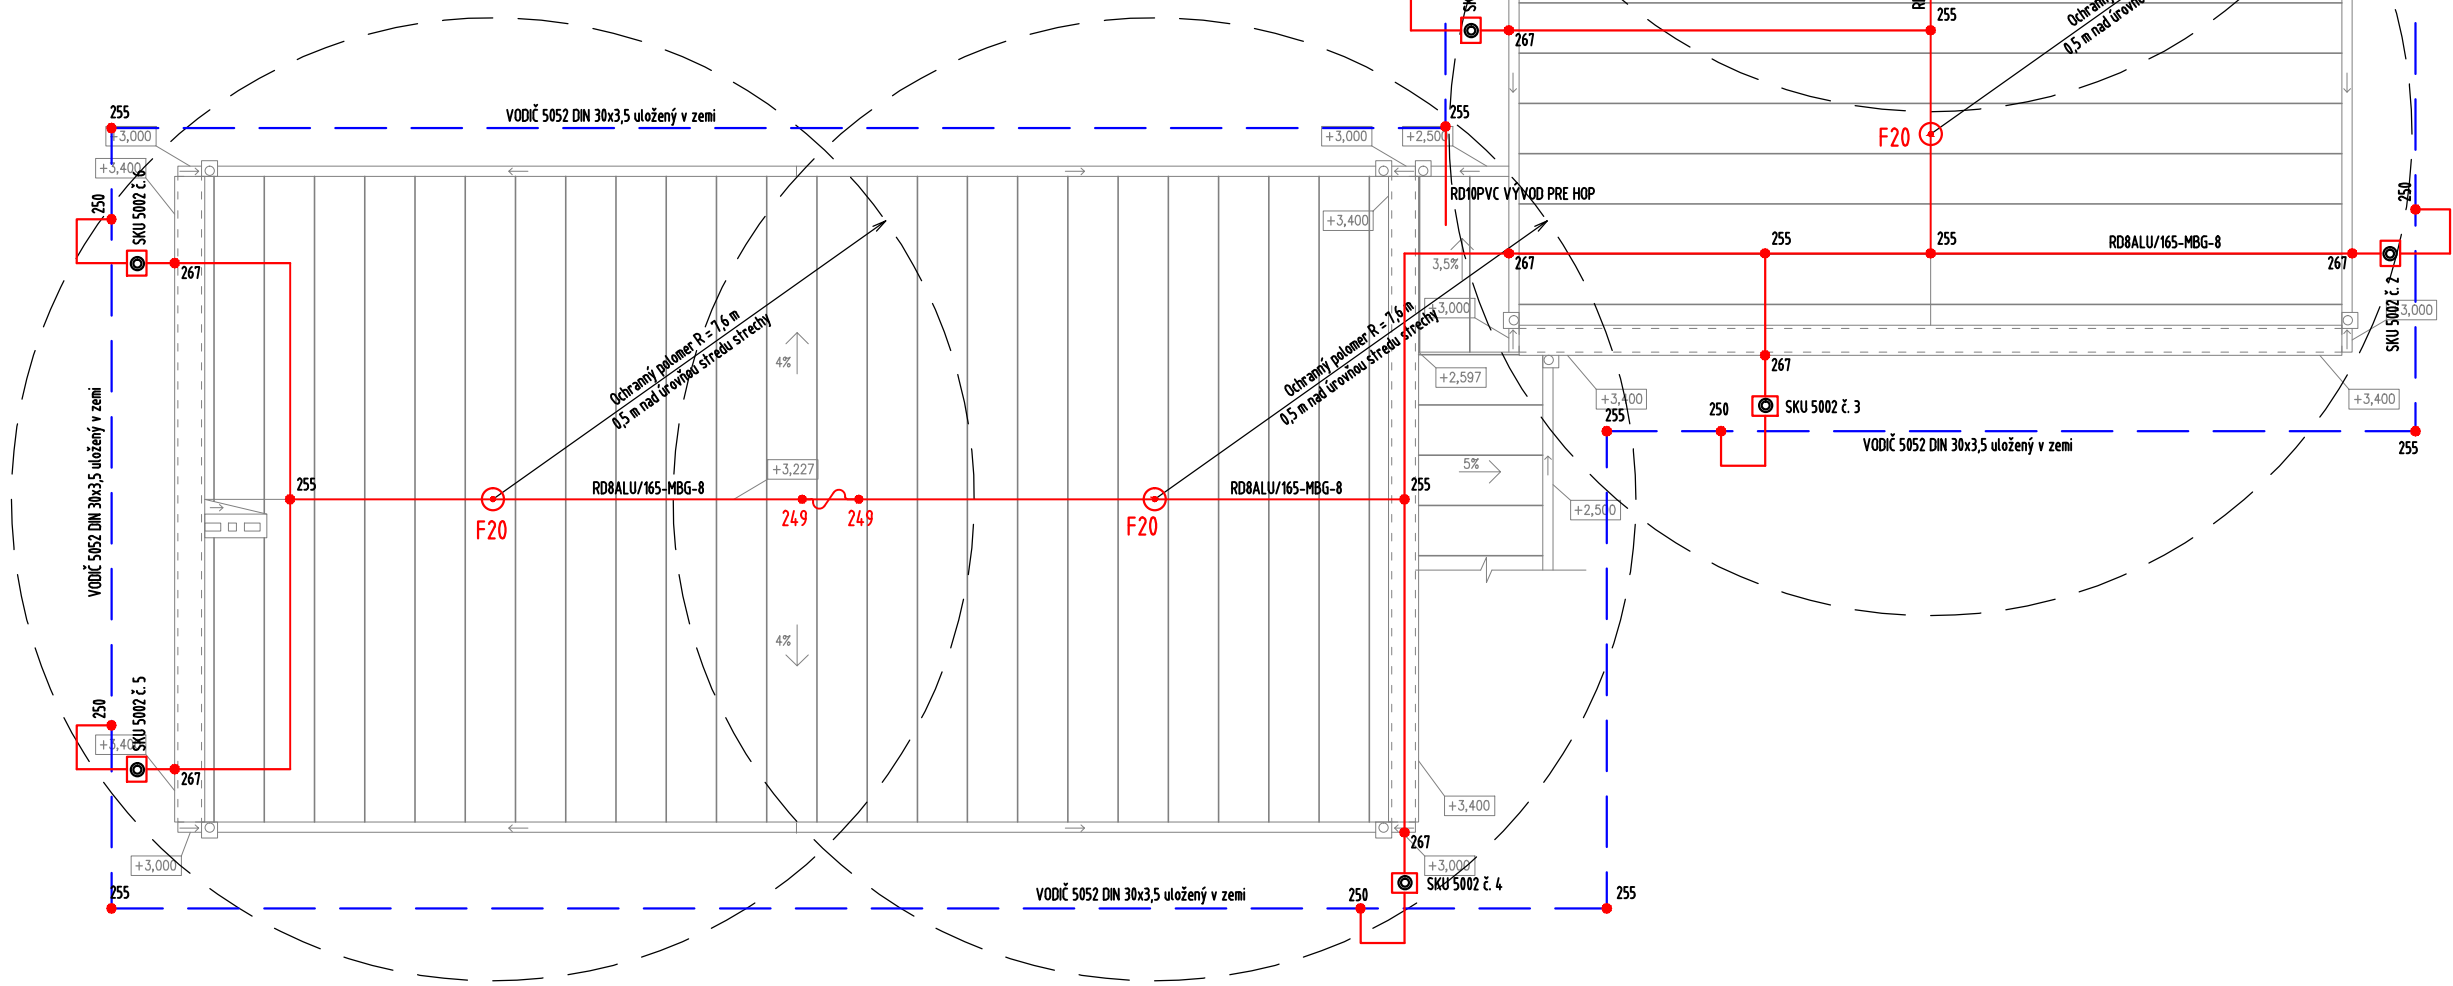 255
267
Ochranný
0,5 m nad úrovňo
255
VODIČ 5052 DIN 30x3,5 uložený v zemi
255
+3,000
+3,000
+2,500
F20
+3,400
SKU 5002 č. 6
250
RD10PVC VÝVOD PRE HOP
250
+3,400
267
255
255
RD8ALU/165-MBG-8
267
3,5%
267
SKU 5002 č. 2
+3,000
3,000
Ochranný polomer R = 7,6 m
0,5 m nad úrovňou stredu strechy
Ochranný polomer R = 7,6 m
0,5 m nad úrovňou stredu strechy
4%
+2,597
267
+3,400
+3,400
250
SKU 5002 č. 3
255
VODIČ 5052 DIN 30x3,5 uložený v zemi
255
VODIČ 5052 DIN 30x3,5 uložený v zemi
+3,227
5%
255
RD8ALU/165-MBG-8
RD8ALU/165-MBG-8
255
+2,500
F20
249
249
F20
4%
250
SKU 5002 č. 5
+3,400
267
+3,400
267
+3,000
+3,000
255
VODIČ 5052 DIN 30x3,5 uložený v zemi
250
SKU 5002 č. 4
255